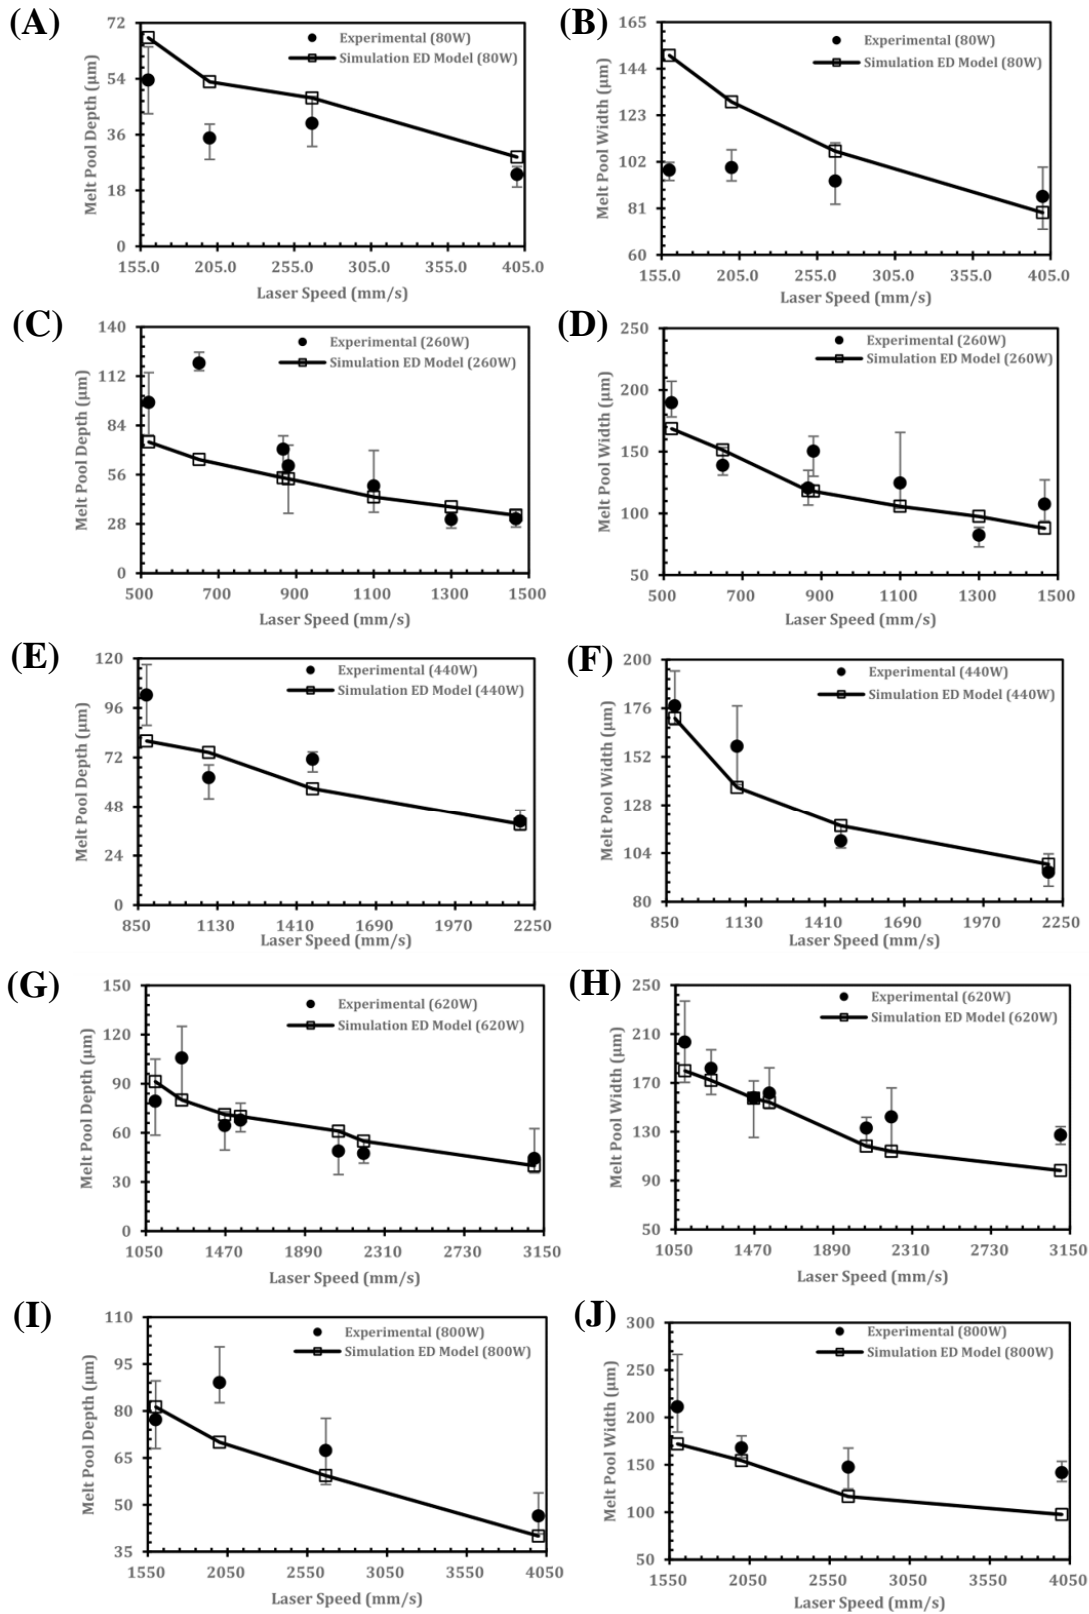 (A)
72
54
36
18
0
Melt Pool Depth (μm)
Experimental (80W)
Simulation ED Model (80W)
155.0 205.0 255.0 305.0 355.0 405.0
Laser Speed (mm/s)
(B)
165
144
123
102
81
60
Melt Pool Width (μm)
Experimental (80W)
Simulation ED Model (80W)
155.0 205.0 255.0 305.0 355.0 405.0
Laser Speed (mm/s)
(C)
140
112
84
56
28
0
Melt Pool Depth (μm)
Experimental (260W)
Simulation ED Model (260W)
500 700 900 1100 1300 1500
Laser Speed (mm/s)
(D)
250
200
150
100
50
Melt Pool Width (μm)
Experimental (260W)
Simulation ED Model (260W)
500 700 900 1100 1300 1500
Laser Speed (mm/s)
(E)
120
96
72
48
24
0
Melt Pool Depth (μm)
Experimental (440W)
Simulation ED Model (440W)
850 1130 1410 1690 1970 2250
Laser Speed (mm/s)
(F)
200
176
152
128
104
80
Melt Pool Width (μm)
Experimental (440W)
Simulation ED Model (440W)
850 1130 1410 1690 1970 2250
Laser Speed (mm/s)
(G)
150
120
90
60
30
0
Melt Pool Depth (μm)
Experimental (620W)
Simulation ED Model (620W)
1050 1470 1890 2310 2730 3150
Laser Speed (mm/s)
(H)
250
210
170
130
90
50
Melt Pool Width (μm)
Experimental (620W)
Simulation ED Model (620W)
1050 1470 1890 2310 2730 3150
Laser Speed (mm/s)
(I)
110
95
80
65
50
35
Melt Pool Depth (μm)
Experimental (800W)
Simulation ED Model (800W)
1550 2050 2550 3050 3550 4050
Laser Speed (mm/s)
(J)
300
250
200
150
100
50
Melt Pool Width (μm)
Experimental (800W)
Simulation ED Model (800W)
1550 2050 2550 3050 3550 4050
Laser Speed (mm/s)